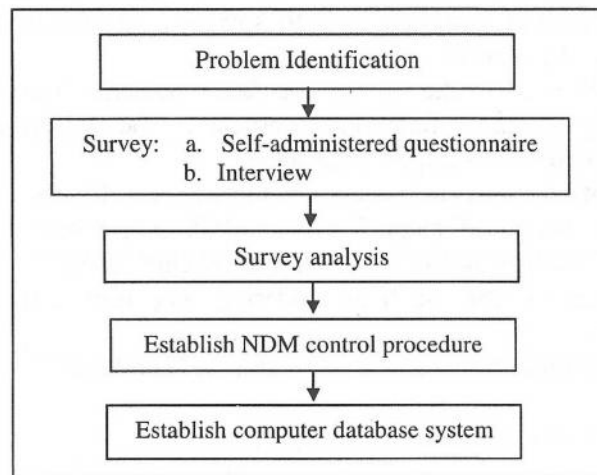 Problem Identification
Survey: a. Self-administered questionnaire
b. Interview
Survey analysis
Establish NDM control procedure
Establish computer database system